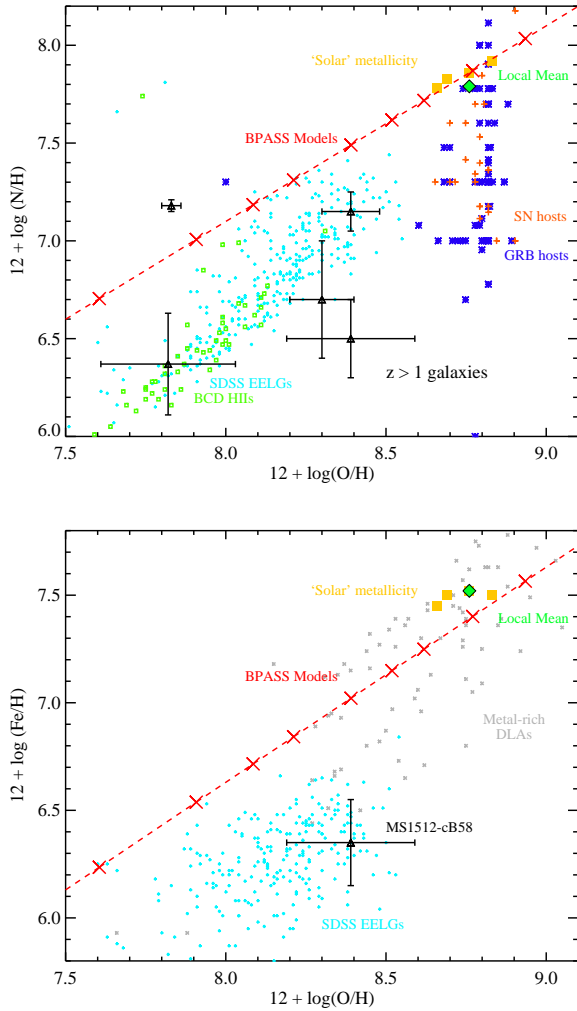 8.0
7.5
7.0
6.5
6.0
12 + log (N/H)
'Solar' metallicity
Local Mean
BPASS Models
SN hosts
GRB hosts
z > 1 galaxies
SDSS EELGs
BCD HIIs
7.5 8.0 8.5 9.0
12 + log(O/H)
7.5
7.0
6.5
6.0
12 + log (Fe/H)
'Solar' metallicity
Local Mean
BPASS Models
Metal-rich
DLAs
MS1512-cB58
SDSS EELGs
7.5 8.0 8.5 9.0
12 + log(O/H)